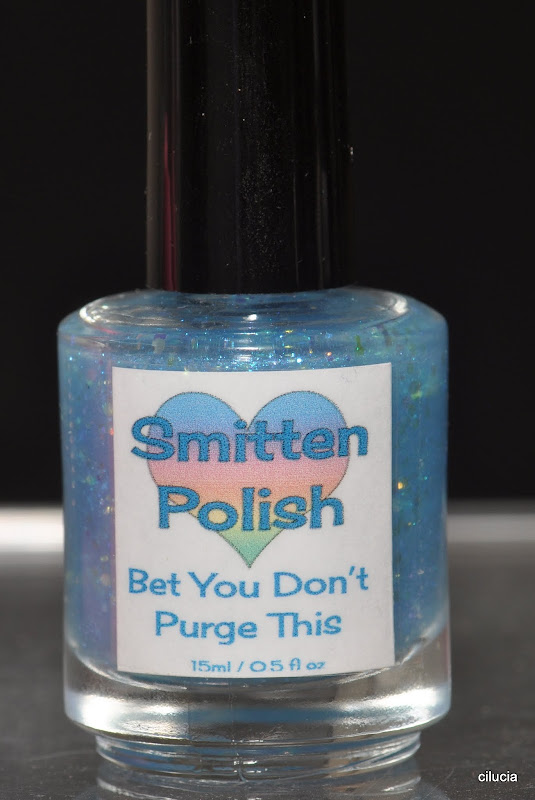 Smitten
Polish
Bet You Don't
Purge This
15ml / 0.5 fl oz
cilucia